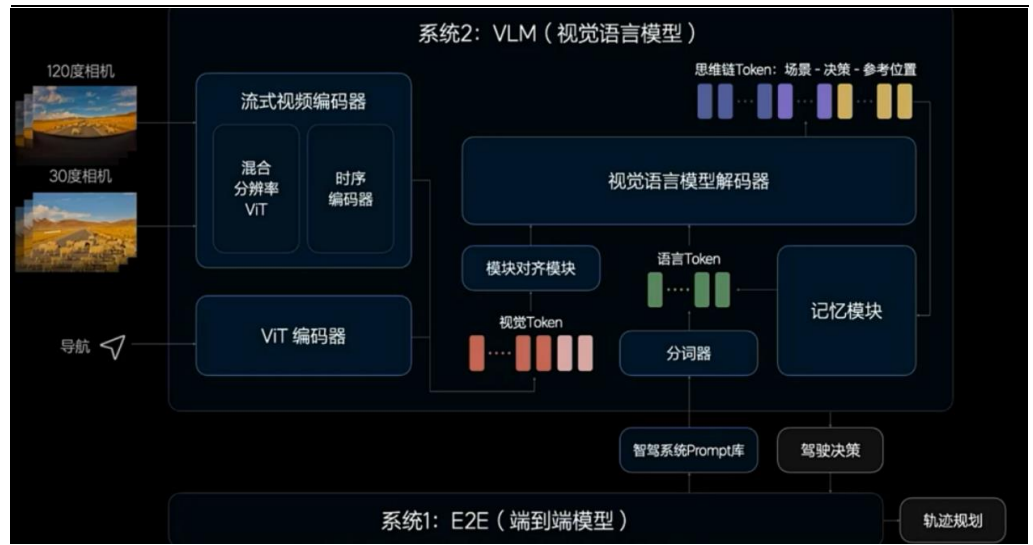 系统2：VLM（视觉语言模型）
120度相机
30度相机
导航
流式视频编码器
混合
分辨率
ViT
时序
编码器
ViT 编码器
思维链Token：场景 - 决策 - 参考位置
视觉语言模型解码器
模块对齐模块
语言Token
视觉Token
分词器
记忆模块
智驾系统Prompt库
驾驶决策
系统1：E2E（端到端模型）
轨迹规划